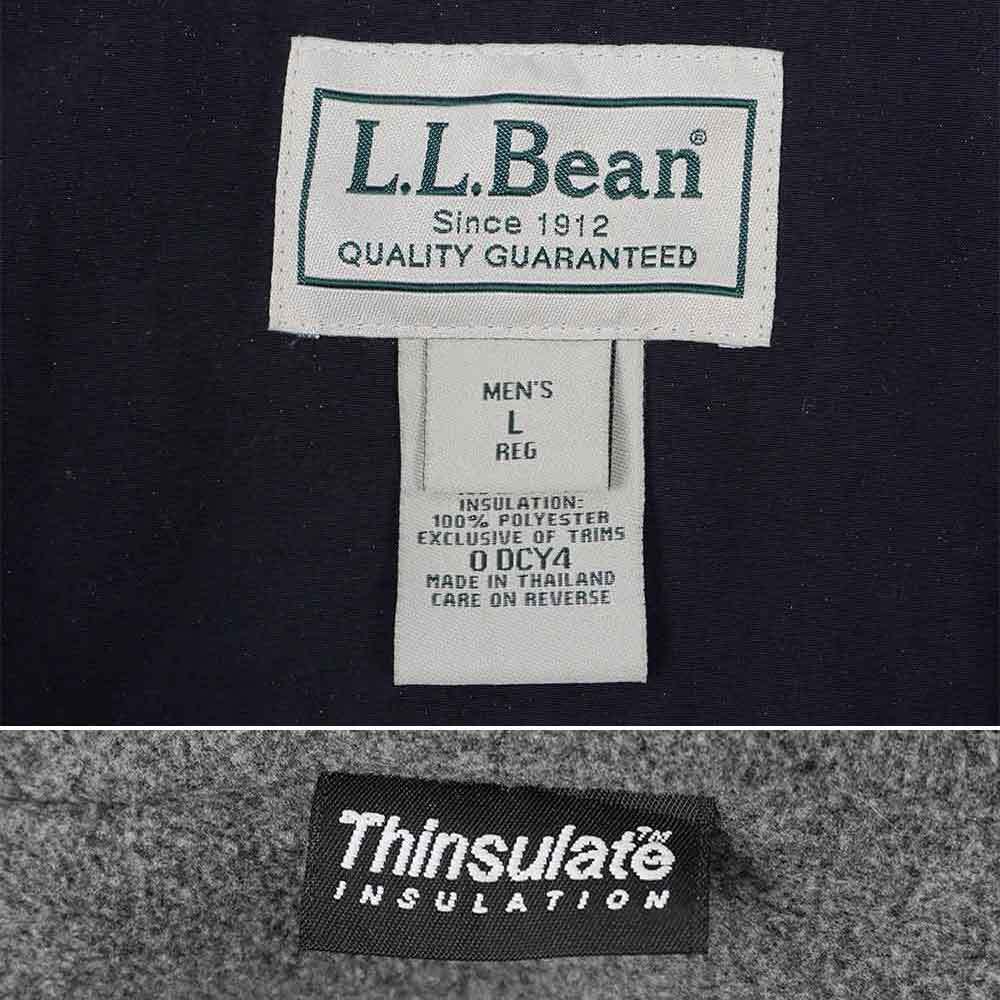 L.L.Bean®
Since 1912
QUALITY GUARANTEED
MEN'S
L
REG
INSULATION:
100% POLYESTER
EXCLUSIVE OF TRIMS
0 DCY4
MADE IN THAILAND
CARE ON REVERSE
Thinsulate™
INSULATION